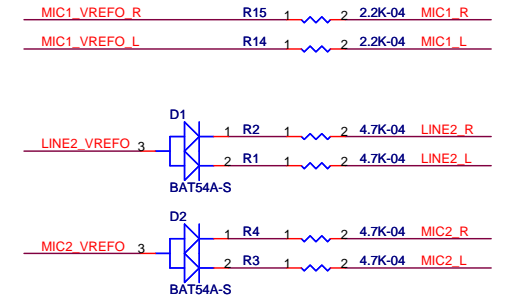 MIC1_VREFO_R R15 1 2 2.2K-04 MIC1_R
MIC1_VREFO_L R14 1 2 2.2K-04 MIC1_L
D1
LINE2_VREFO 3 1 R2 1 2 4.7K-04 LINE2_R
2 R1 1 2 4.7K-04 LINE2_L
BAT54A-S
D2
MIC2_VREFO 3 1 R4 1 2 4.7K-04 MIC2_R
2 R3 1 2 4.7K-04 MIC2_L
BAT54A-S